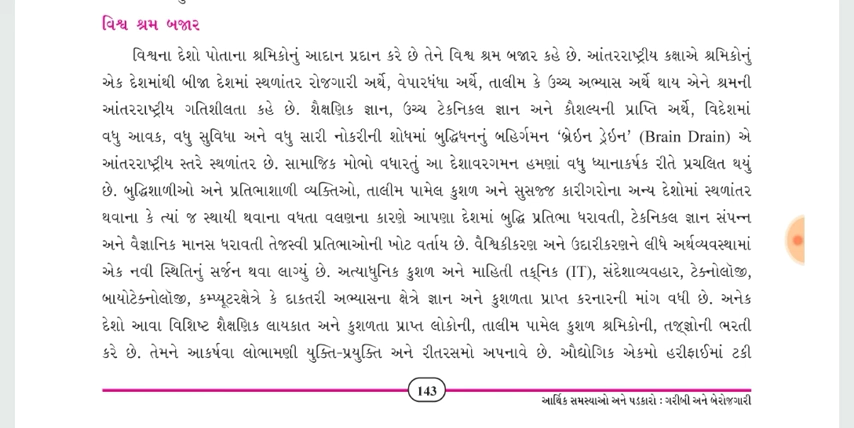 વિશ્વ શ્રમ બજાર
વિશ્વના દેશો પોતાના શ્રમિકોનું આદાન પ્રદાન કરે છે તેને વિશ્વ શ્રમ બજાર કહે છે. આંતરરાષ્ટ્રીય કક્ષાએ શ્રમિકોનું
એક દેશમાંથી બીજા દેશમાં સ્થળાંતર રોજગારી અર્થે, વેપારધંધા અર્થે, તાલીમ કે ઉચ્ચ અભ્યાસ અર્થે થાય એને શ્રમની
આંતરરાષ્ટ્રીય ગતિશીલતા કહે છે. શૈક્ષણિક જ્ઞાન, ઉચ્ચ ટેકનિકલ જ્ઞાન અને કૌશલ્યની પ્રાપ્તિ અર્થે, વિદેશમાં
વધુ આવક, વધુ સુવિધા અને વધુ સારી નોકરીની શોધમાં બુદ્ધિધનનું બહિર્ગમન ‘બ્રેઇન ડ્રેઇન’ (Brain Drain) એ
આંતરરાષ્ટ્રીય સ્તરે સ્થળાંતર છે. સામાજિક મોભો વધારતું આ દેશાવરગમન હમણાં વધુ ધ્યાનાકર્ષક રીતે પ્રચલિત થયું
છે. બુદ્ધિશાળીઓ અને પ્રતિભાશાળી વ્યક્તિઓ, તાલીમ પામેલ કુશળ અને સુસજ્જ કારીગરોના અન્ય દેશોમાં સ્થળાંતર
થવાના કે ત્યાં જ સ્થાયી થવાના વધતા વલણના કારણે આપણા દેશમાં બુદ્ધિ પ્રતિભા ધરાવતી, ટેકનિકલ જ્ઞાન સંપન્ન
અને વૈજ્ઞાનિક માનસ ધરાવતી તેજસ્વી પ્રતિભાઓની ખોટ વર્તાય છે. વૈશ્વિકીકરણ અને ઉદારીકરણને લીધે અર્થવ્યવસ્થામાં
એક નવી સ્થિતિનું સર્જન થવા લાગ્યું છે. અત્યાધુનિક કુશળ અને માહિતી તક્નિક (IT), સંદેશાવ્યવહાર, ટેક્નોલૉજી,
બાયોટેક્નોલૉજી, કમ્પ્યૂટરક્ષેત્રે કે દાકતરી અભ્યાસના ક્ષેત્રે જ્ઞાન અને કુશળતા પ્રાપ્ત કરનારની માંગ વધી છે. અનેક
દેશો આવા વિશિષ્ટ શૈક્ષણિક લાયકાત અને કુશળતા પ્રાપ્ત લોકોની, તાલીમ પામેલ કુશળ શ્રમિકોની, તજ્જ્ઞોની ભરતી
કરે છે. તેમને આકર્ષવા લોભામણી યુક્તિ-પ્રયુક્તિ અને રીતરસમો અપનાવે છે. ઔદ્યોગિક એકમો હરીફાઈમાં ટકી
143
આર્થિક સમસ્યાઓ અને પડકારો : ગરીબી અને બેરોજગારી